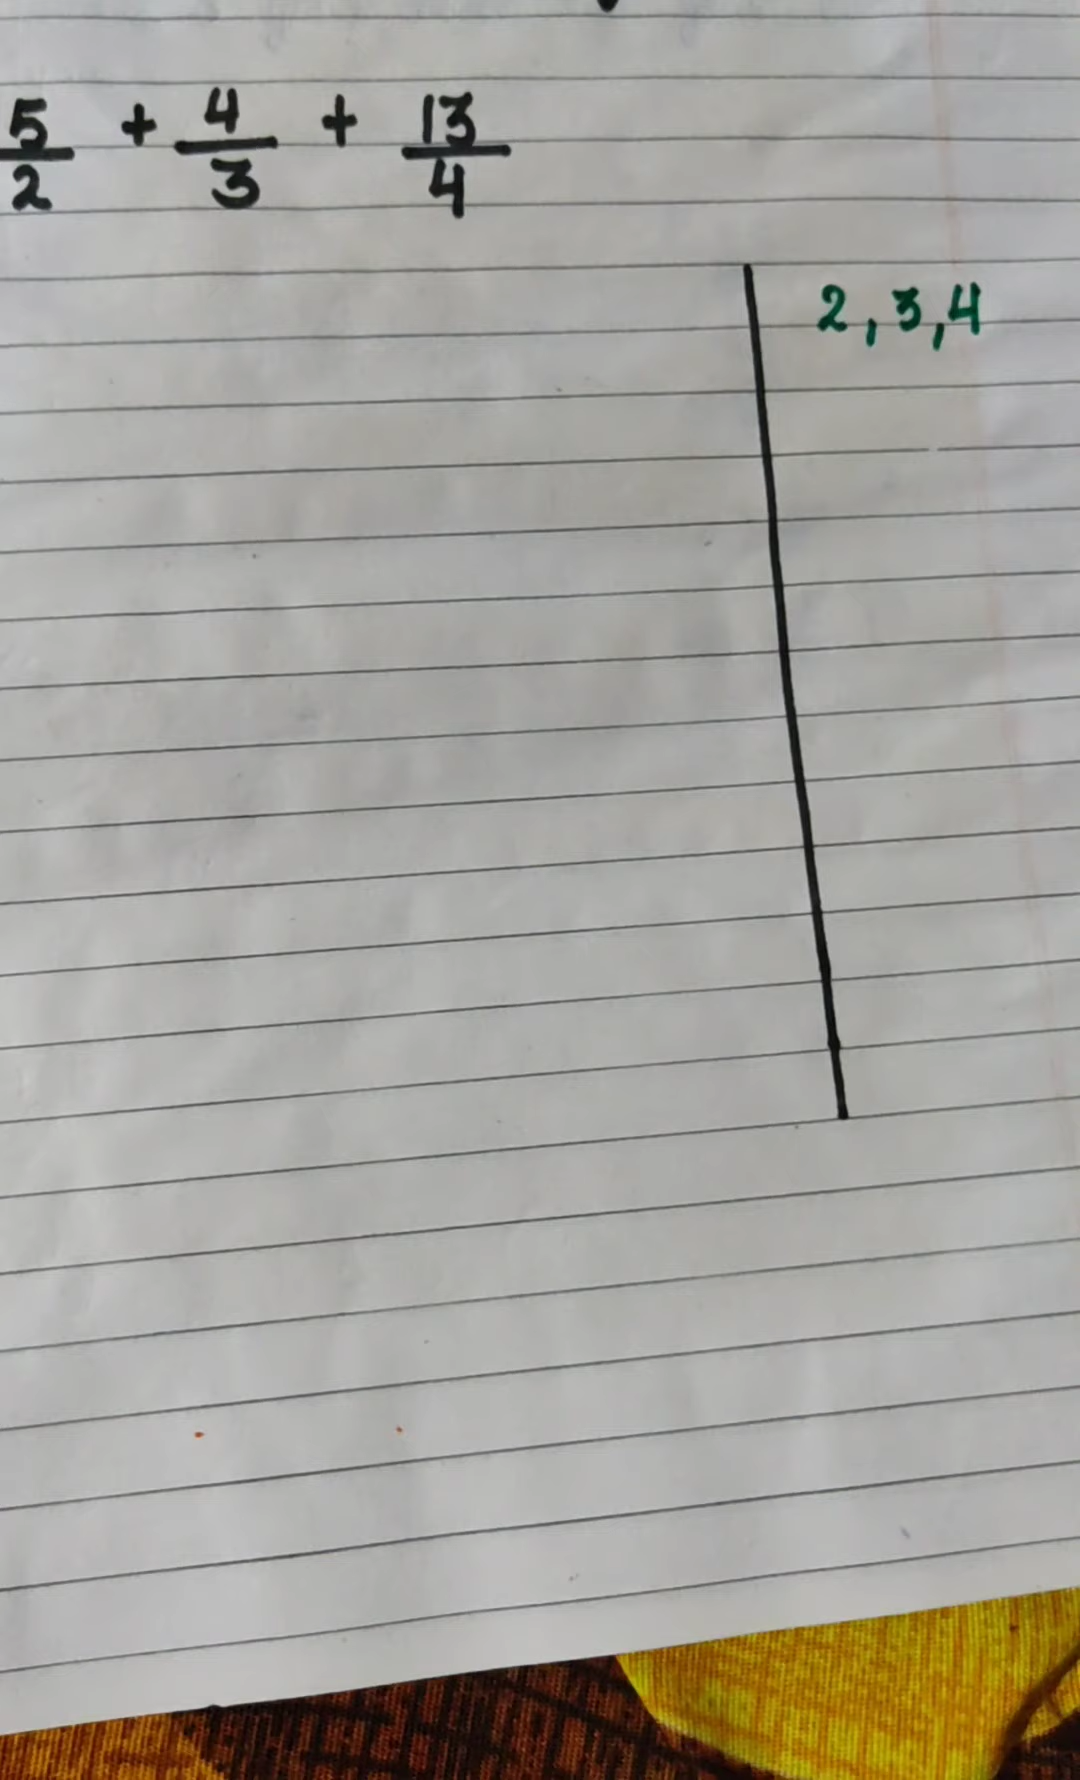 5/2 + 4/3 + 13/4
2, 3, 4